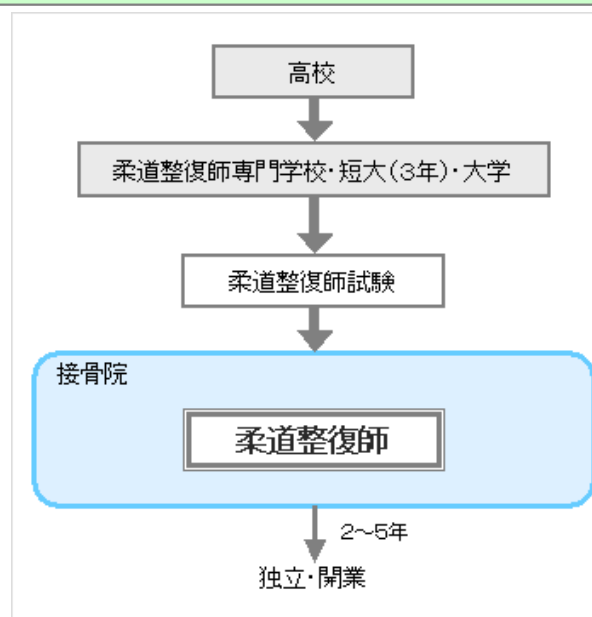 高校
柔道整復師専門学校・短大(3年)・大学
柔道整復師試験
接骨院
柔道整復師
2～5年
独立・開業